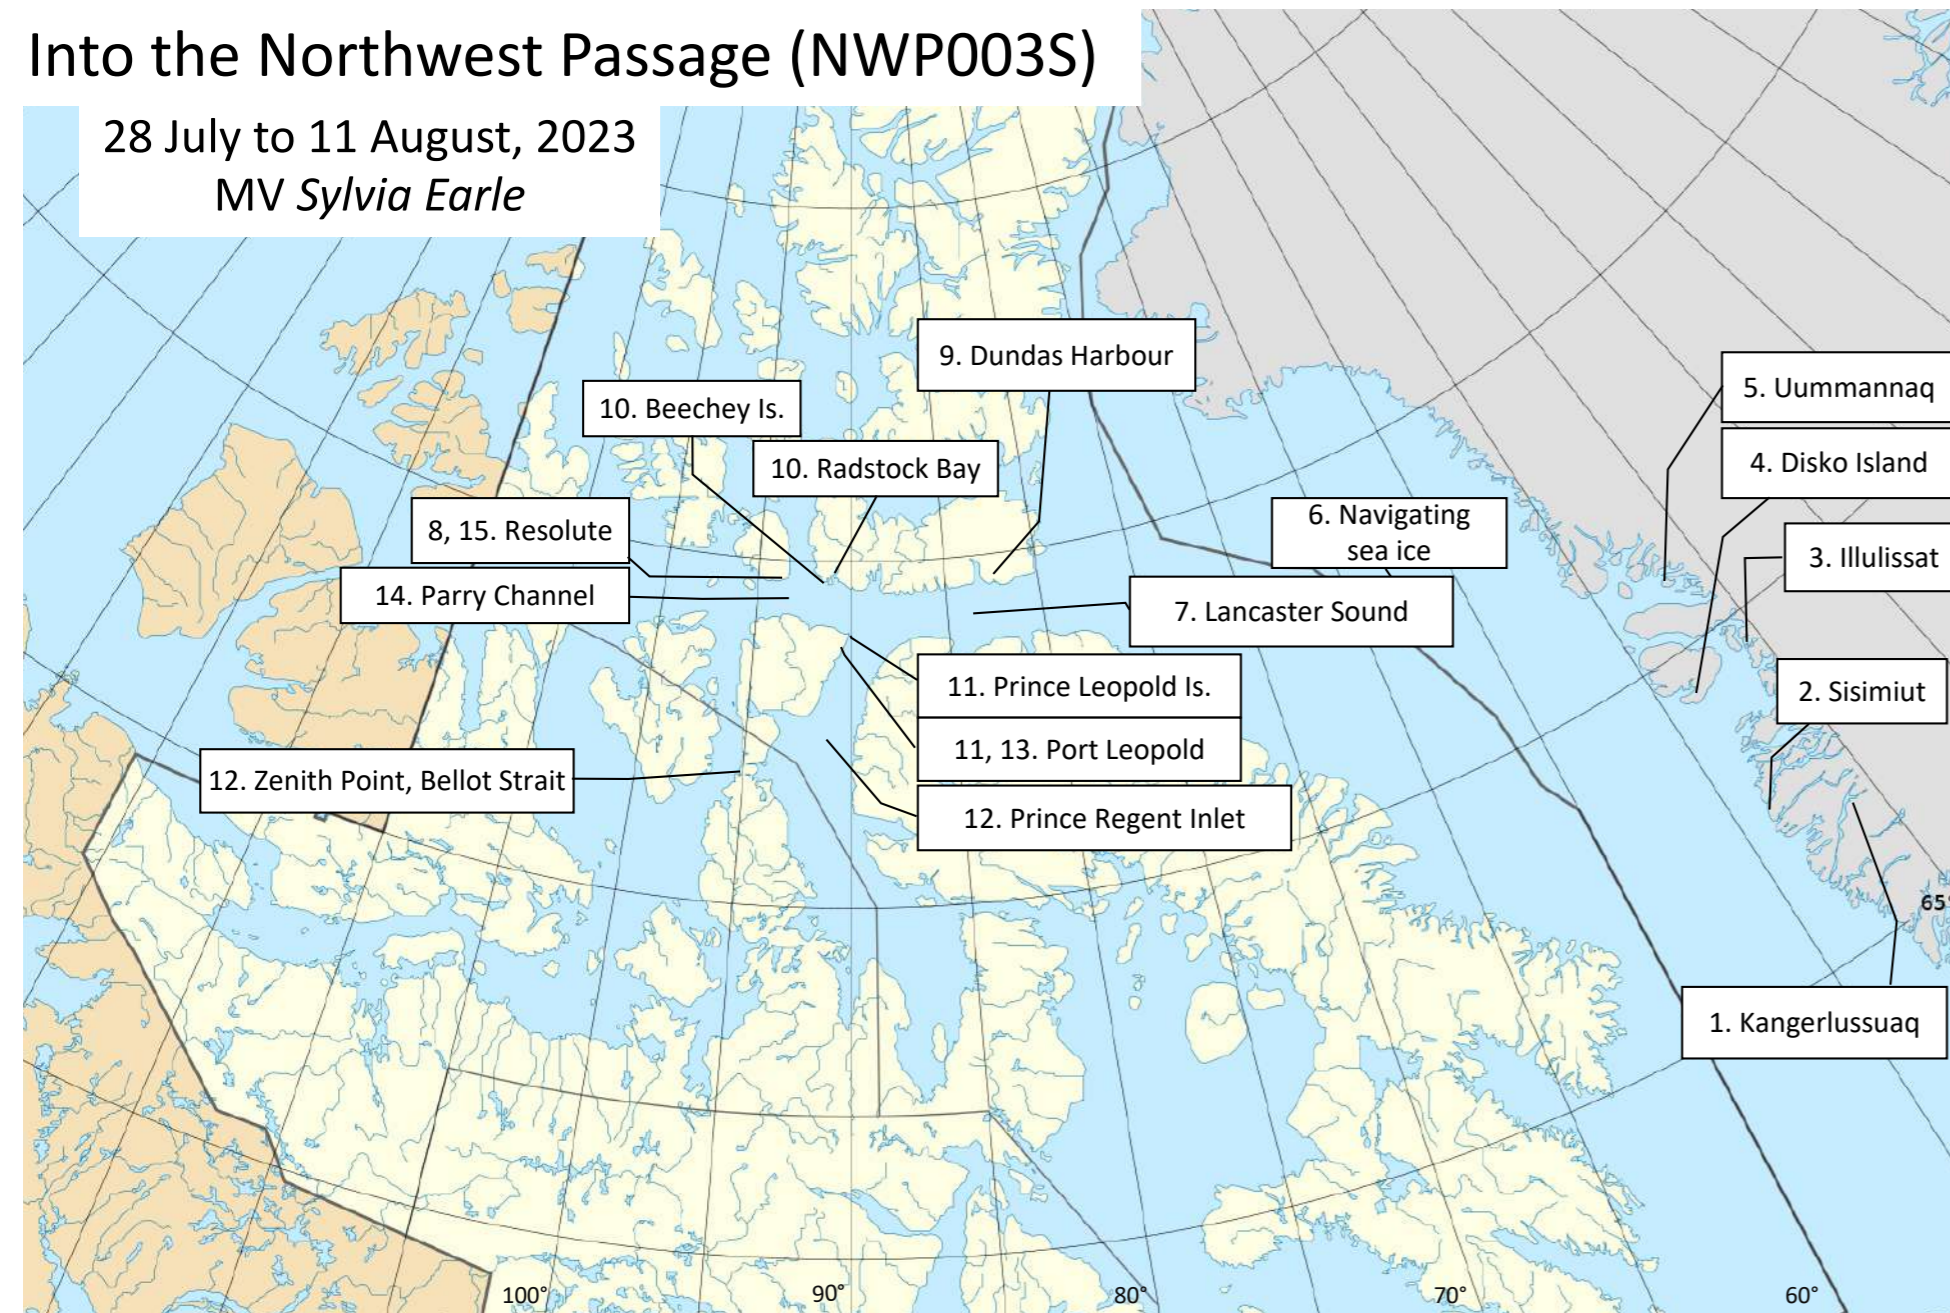 Into the Northwest Passage (NWP003S)
28 July to 11 August, 2023
MV Sylvia Earle
9. Dundas Harbour
5. Uummannaq
10. Beechey Is.
4. Disko Island
10. Radstock Bay
8, 15. Resolute
6. Navigating
sea ice
3. Illulissat
14. Parry Channel
7. Lancaster Sound
11. Prince Leopold Is.
2. Sisimiut
11, 13. Port Leopold
12. Zenith Point, Bellot Strait
12. Prince Regent Inlet
65°
1. Kangerlussuaq
100°
90°
80°
70°
60°